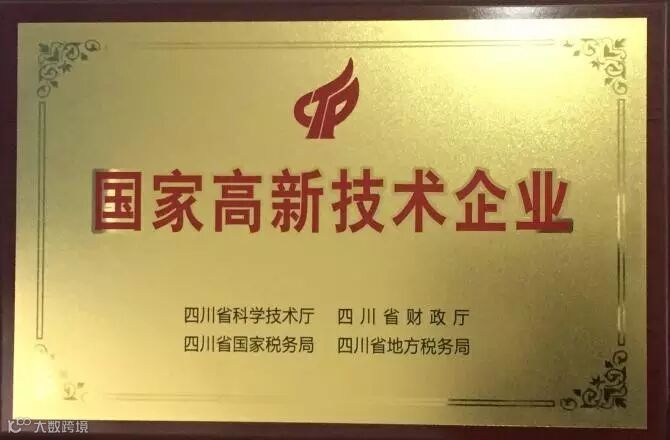 国家高新技术企业
四川省科学技术厅 四川省财政厅
四川省国家税务局 四川省地方税务局
大数跨境